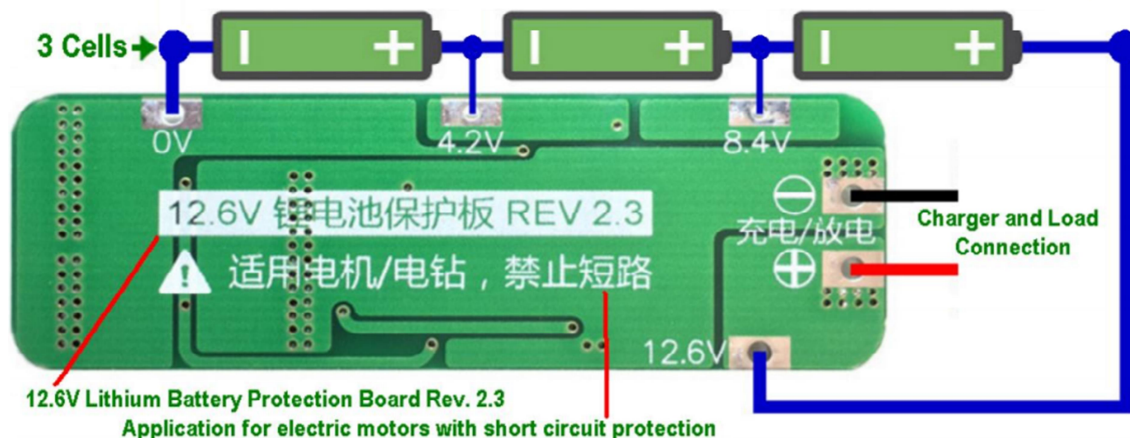 3 Cells
0V 4.2V 8.4V
12.6V 锂电池保护板 REV 2.3
充电/放电
Charger and Load
Connection
适用电机/电钻，禁止短路
12.6V
12.6V Lithium Battery Protection Board Rev. 2.3
Application for electric motors with short circuit protection